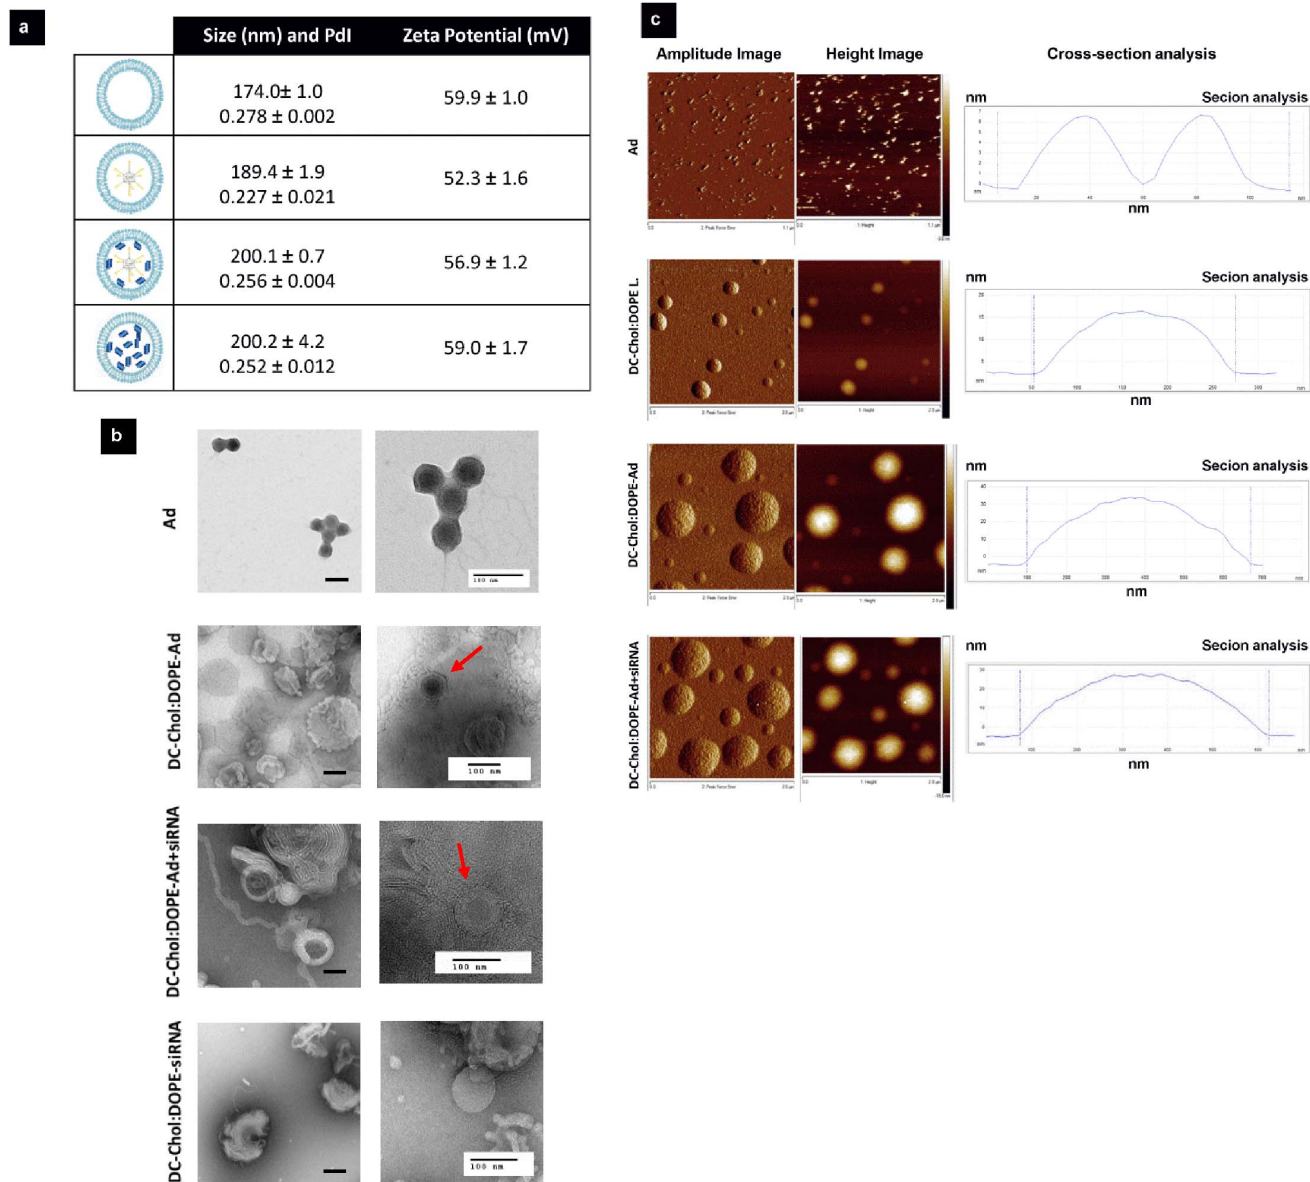 a
Size (nm) and PdI
Zeta Potential (mV)
174.0± 1.0
0.278 ± 0.002
59.9 ± 1.0
189.4 ± 1.9
0.227 ± 0.021
52.3 ± 1.6
200.1 ± 0.7
0.256 ± 0.004
56.9 ± 1.2
200.2 ± 4.2
0.252 ± 0.012
59.0 ± 1.7
b
Ad
100 nm
DC-Chol:DOPE-Ad
100 nm
DC-Chol:DOPE-Ad+siRNA
100 nm
DC-Chol:DOPE-siRNA
100 nm
c
Amplitude Image
Height Image
Cross-section analysis
Ad
nm
Secion analysis
nm
DC-Chol:DOPE L.
nm
Secion analysis
nm
DC-Chol:DOPE-Ad
nm
Secion analysis
nm
DC-Chol:DOPE-Ad+siRNA
nm
Secion analysis
nm